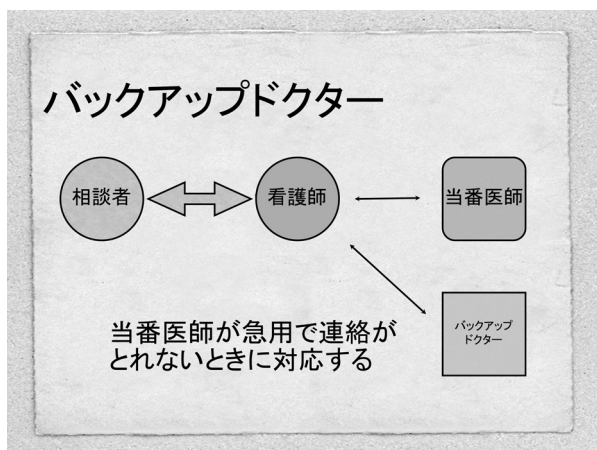 バックアップドクター
相談者
看護師
当番医師
バックアップ
ドクター
当番医師が急用で連絡が
とれないときに対応する